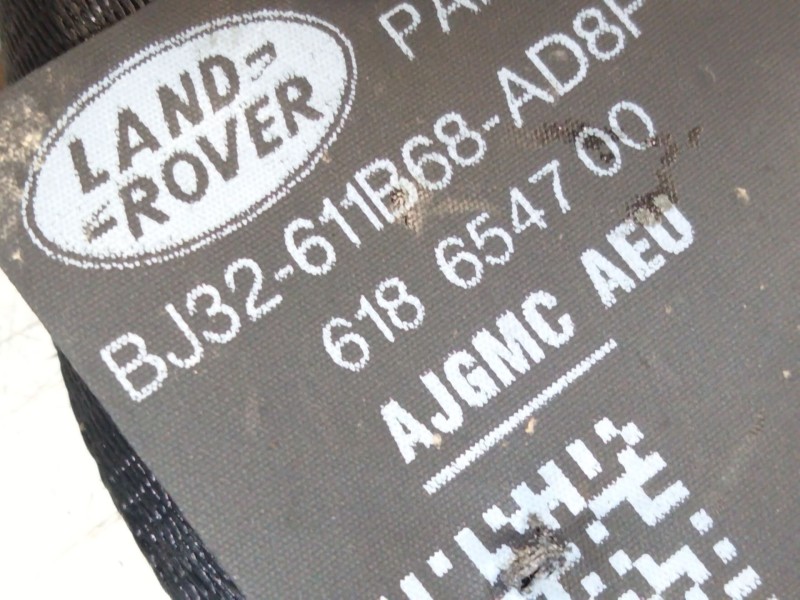 LAND-
-ROVER
BJ32-611B68-AD8
618 6547 00
AJGMC AEU